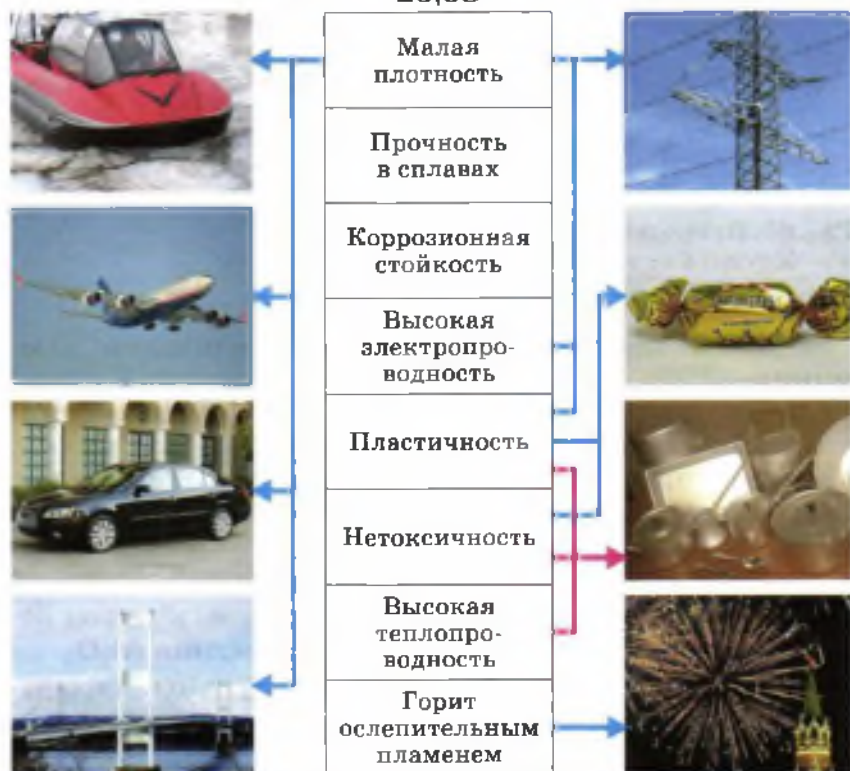 Малая
плотность
Прочность
в сплавах
Коррозионная
стойкость
Высокая
электропро-
водность
Пластичность
Нетоксичность
Высокая
теплопро-
водность
Горит
ослепительным
пламенем